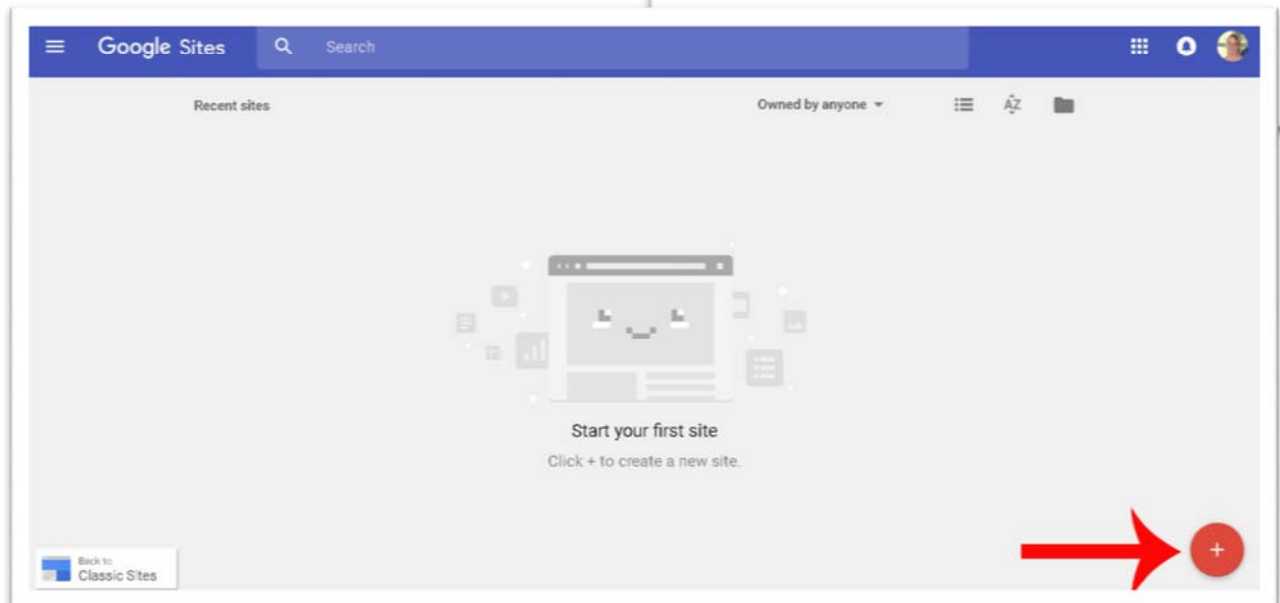 Google Sites
Search
Recent sites
Owned by anyone
AZ
Start your first site
Click + to create a new site.
+
Back to
Classic Sites